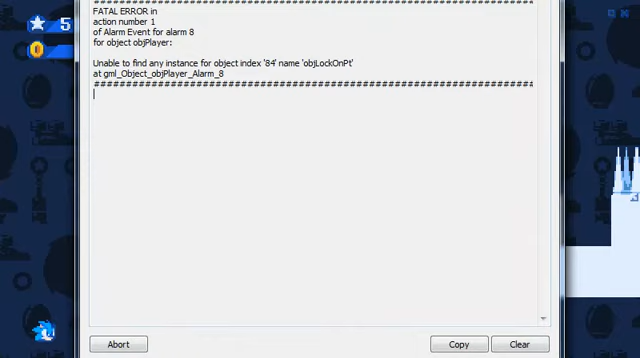 5
############################################################################################
FATAL ERROR in
action number 1
of Alarm Event for alarm 8
for object objPlayer:
Unable to find any instance for object index '84' name 'objLockOnPt'
at gml_Object_objPlayer_Alarm_8
############################################################################################
0
Abort
Copy
Clear